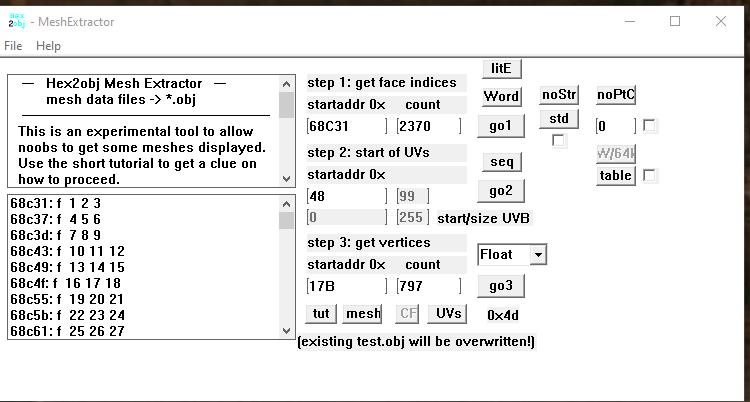 Hex 2obj - MeshExtractor
File Help
— Hex2obj Mesh Extractor —
mesh data files -> *.obj
This is an experimental tool to allow
noobs to get some meshes displayed.
Use the short tutorial to get a clue on
how to proceed.
68c31: f 1 2 3
68c37: f 4 5 6
68c3d: f 7 8 9
68c43: f 10 11 12
68c49: f 13 14 15
68c4f: f 16 17 18
68c55: f 19 20 21
68c5b: f 22 23 24
68c61: f 25 26 27
step 1: get face indices
startaddr 0x count
68C31 2370
step 2: start of UVs
startaddr 0x
48 99
0 255 start/size UVB
step 3: get vertices
startaddr 0x count
17B 797
tut mesh CF UVs
(existing test.obj will be overwritten!)
litE
Word
go1
seq
go2
Float
go3
0x4d
noStr
std
noPtC
0
W/64k
table